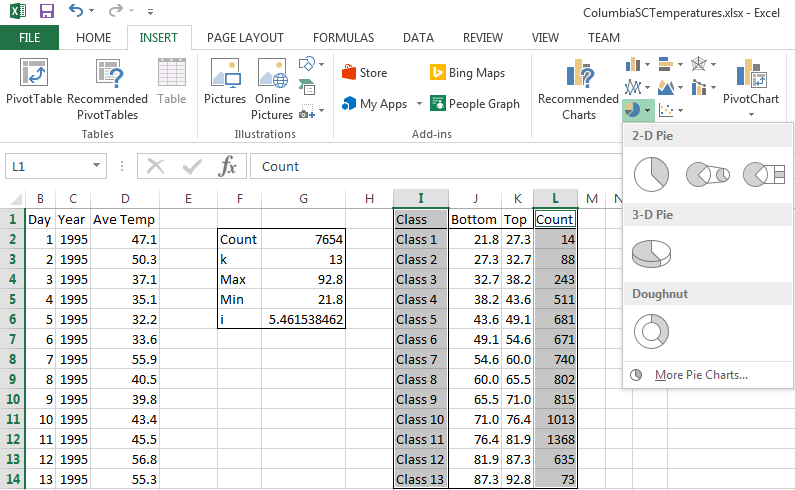 ColumbiaSCTemperatures.xlsx - Excel
FILE HOME INSERT PAGE LAYOUT FORMULAS DATA REVIEW VIEW TEAM
PivotTable Recommended PivotTables Table
Tables
Pictures Online Pictures
Illustrations
Store Bing Maps
My Apps People Graph
Add-ins
Recommended Charts
PivotChart
L1 fx Count
2-D Pie
3-D Pie
Doughnut
More Pie Charts...
B C D E F G H I J K L M N
1 Day Year Ave Temp Class Bottom Top Count
2 1 1995 47.1 Count 7654 Class 1 21.8 27.3 14
3 2 1995 50.3 k 13 Class 2 27.3 32.7 88
4 3 1995 37.1 Max 92.8 Class 3 32.7 38.2 243
5 4 1995 35.1 Min 21.8 Class 4 38.2 43.6 511
6 5 1995 32.2 i 5.461538462 Class 5 43.6 49.1 681
7 6 1995 33.6 Class 6 49.1 54.6 671
8 7 1995 55.9 Class 7 54.6 60.0 740
9 8 1995 40.5 Class 8 60.0 65.5 802
10 9 1995 39.8 Class 9 65.5 71.0 815
11 10 1995 43.4 Class 10 71.0 76.4 1013
12 11 1995 45.5 Class 11 76.4 81.9 1368
13 12 1995 56.8 Class 12 81.9 87.3 635
14 13 1995 55.3 Class 13 87.3 92.8 73